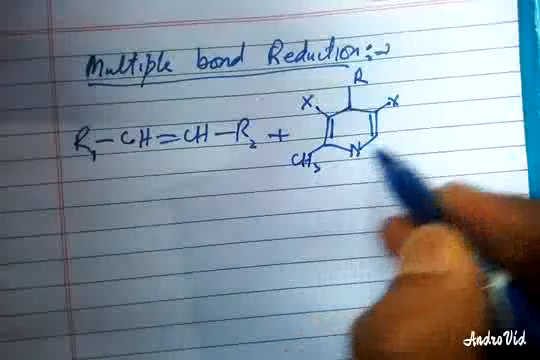 Multiple bond Reduction:-
R
X X
R₁-CH=CH-R₂ +
CH₃ N
AndroVid